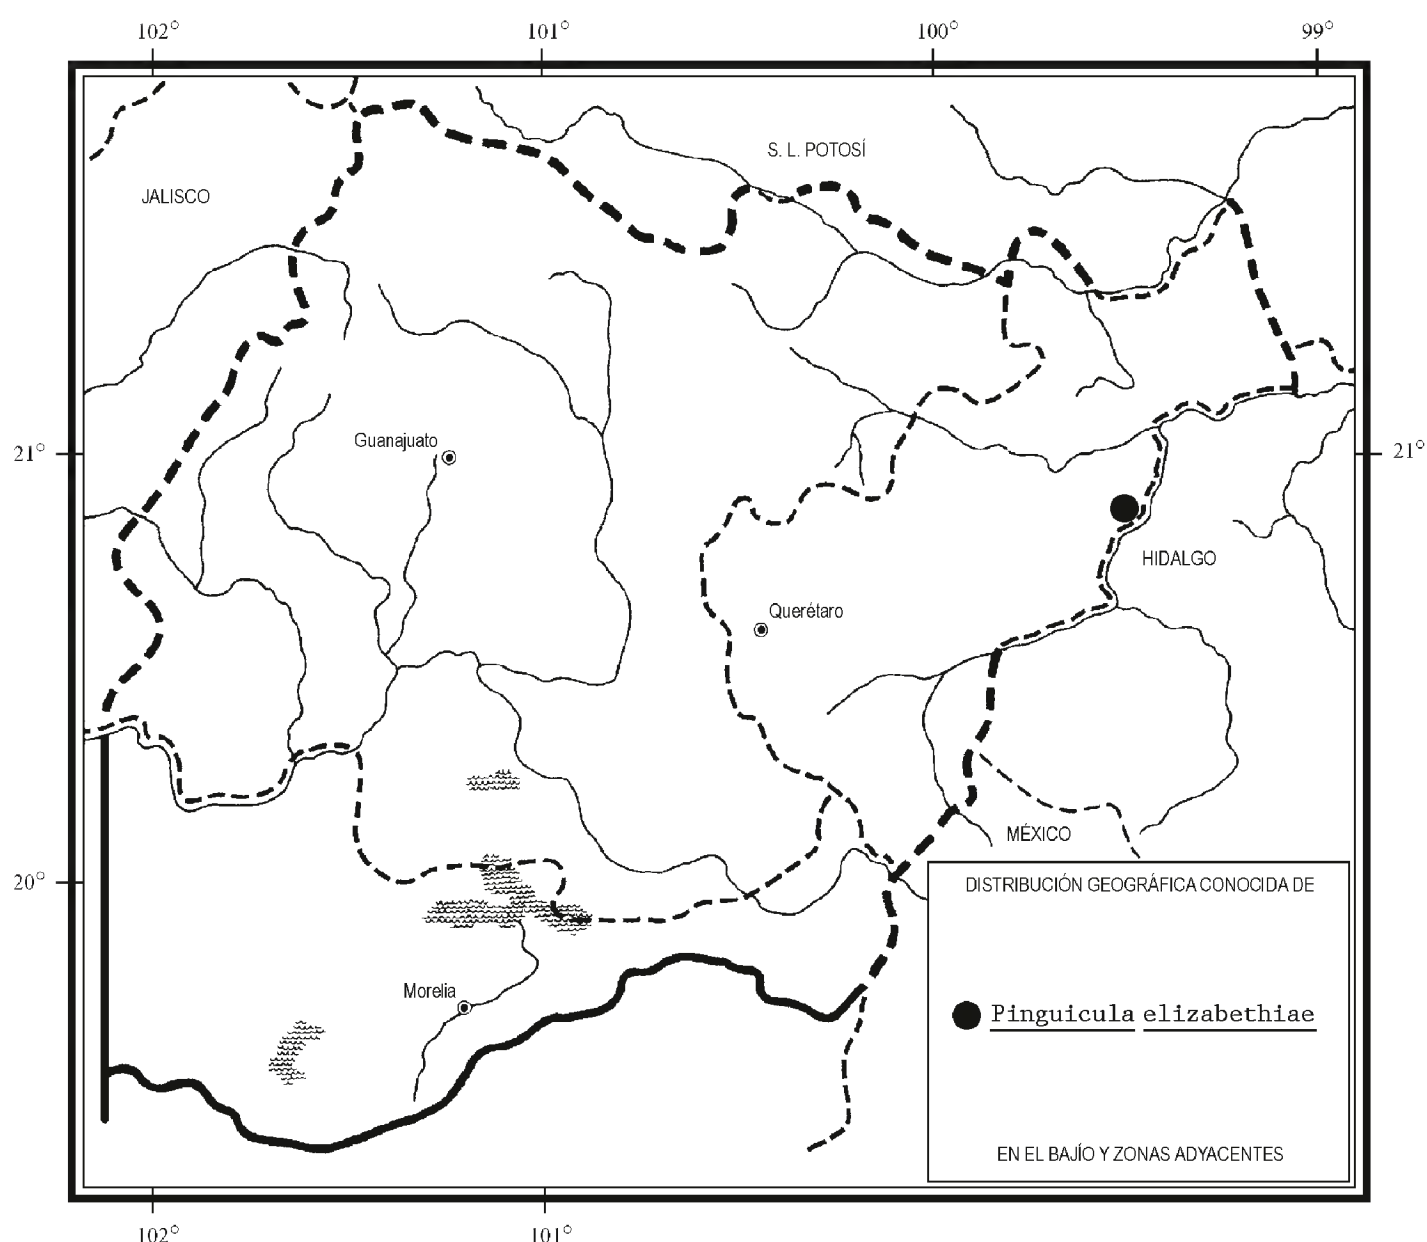 102° 101° 100° 99°
S. L. POTOSÍ
JALISCO
Guanajuato
21° 21°
HIDALGO
Querétaro
MÉXICO
20°
DISTRIBUCIÓN GEOGRÁFICA CONOCIDA DE
Morelia
Pinguicula elizabethiae
EN EL BAJÍO Y ZONAS ADYACENTES
102° 101°